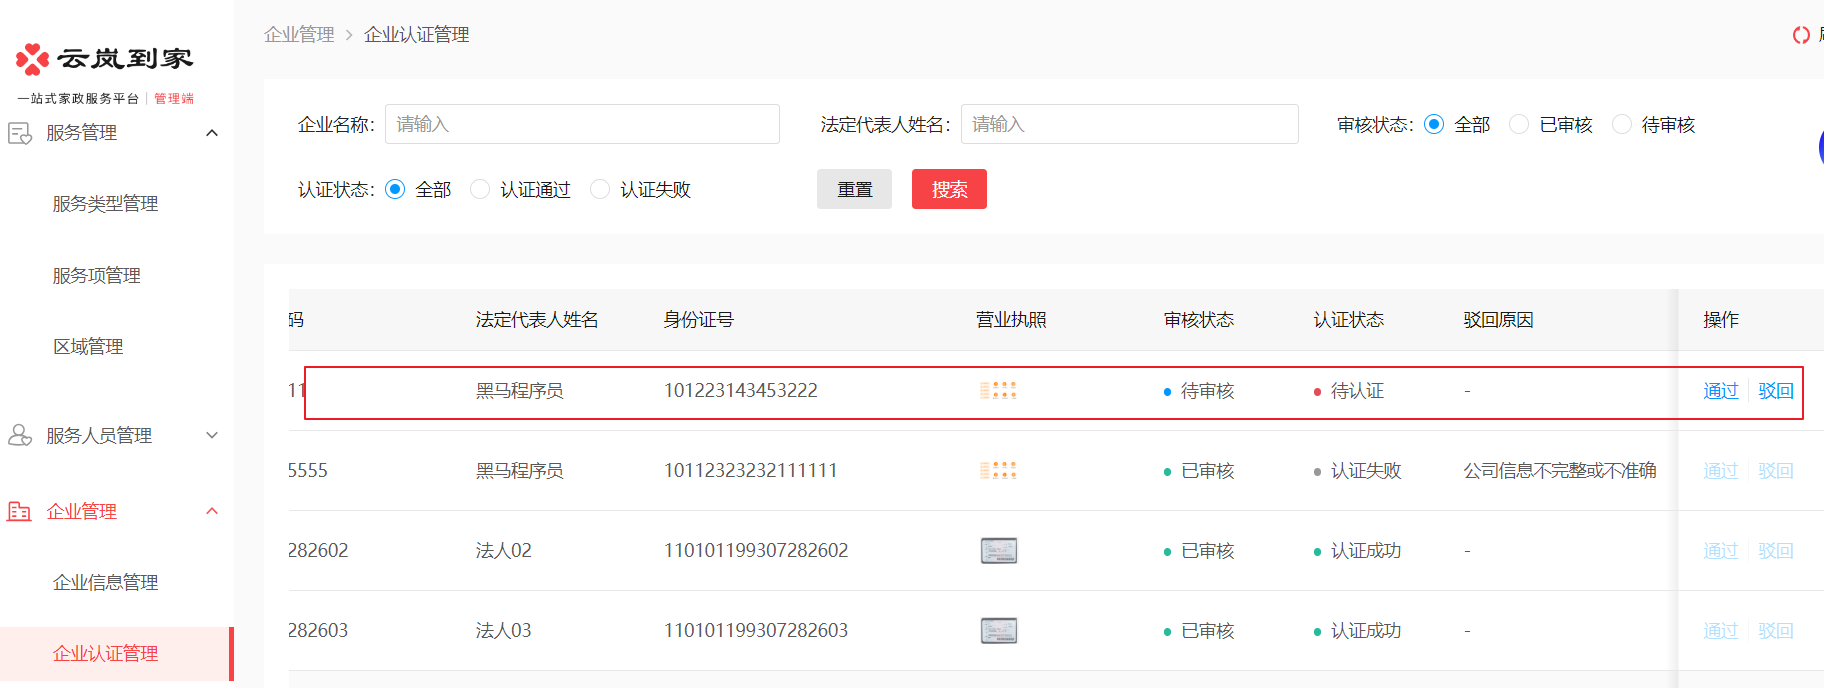 云岚到家
一站式家政服务平台 | 管理端
服务管理
服务类型管理
服务项管理
区域管理
服务人员管理
企业管理
企业信息管理
企业认证管理
企业管理 > 企业认证管理
企业名称: 请输入 法定代表人姓名: 请输入 审核状态: 全部 已审核 待审核
认证状态: 全部 认证通过 认证失败 重置 搜索
码 法定代表人姓名 身份证号 营业执照 审核状态 认证状态 驳回原因 操作
11 黑马程序员 101223143453222 待审核 待认证 - 通过 驳回
5555 黑马程序员 10112323232111111 已审核 认证失败 公司信息不完整或不准确 通过 驳回
282602 法人02 110101199307282602 已审核 认证成功 - 通过 驳回
282603 法人03 110101199307282603 已审核 认证成功 - 通过 驳回